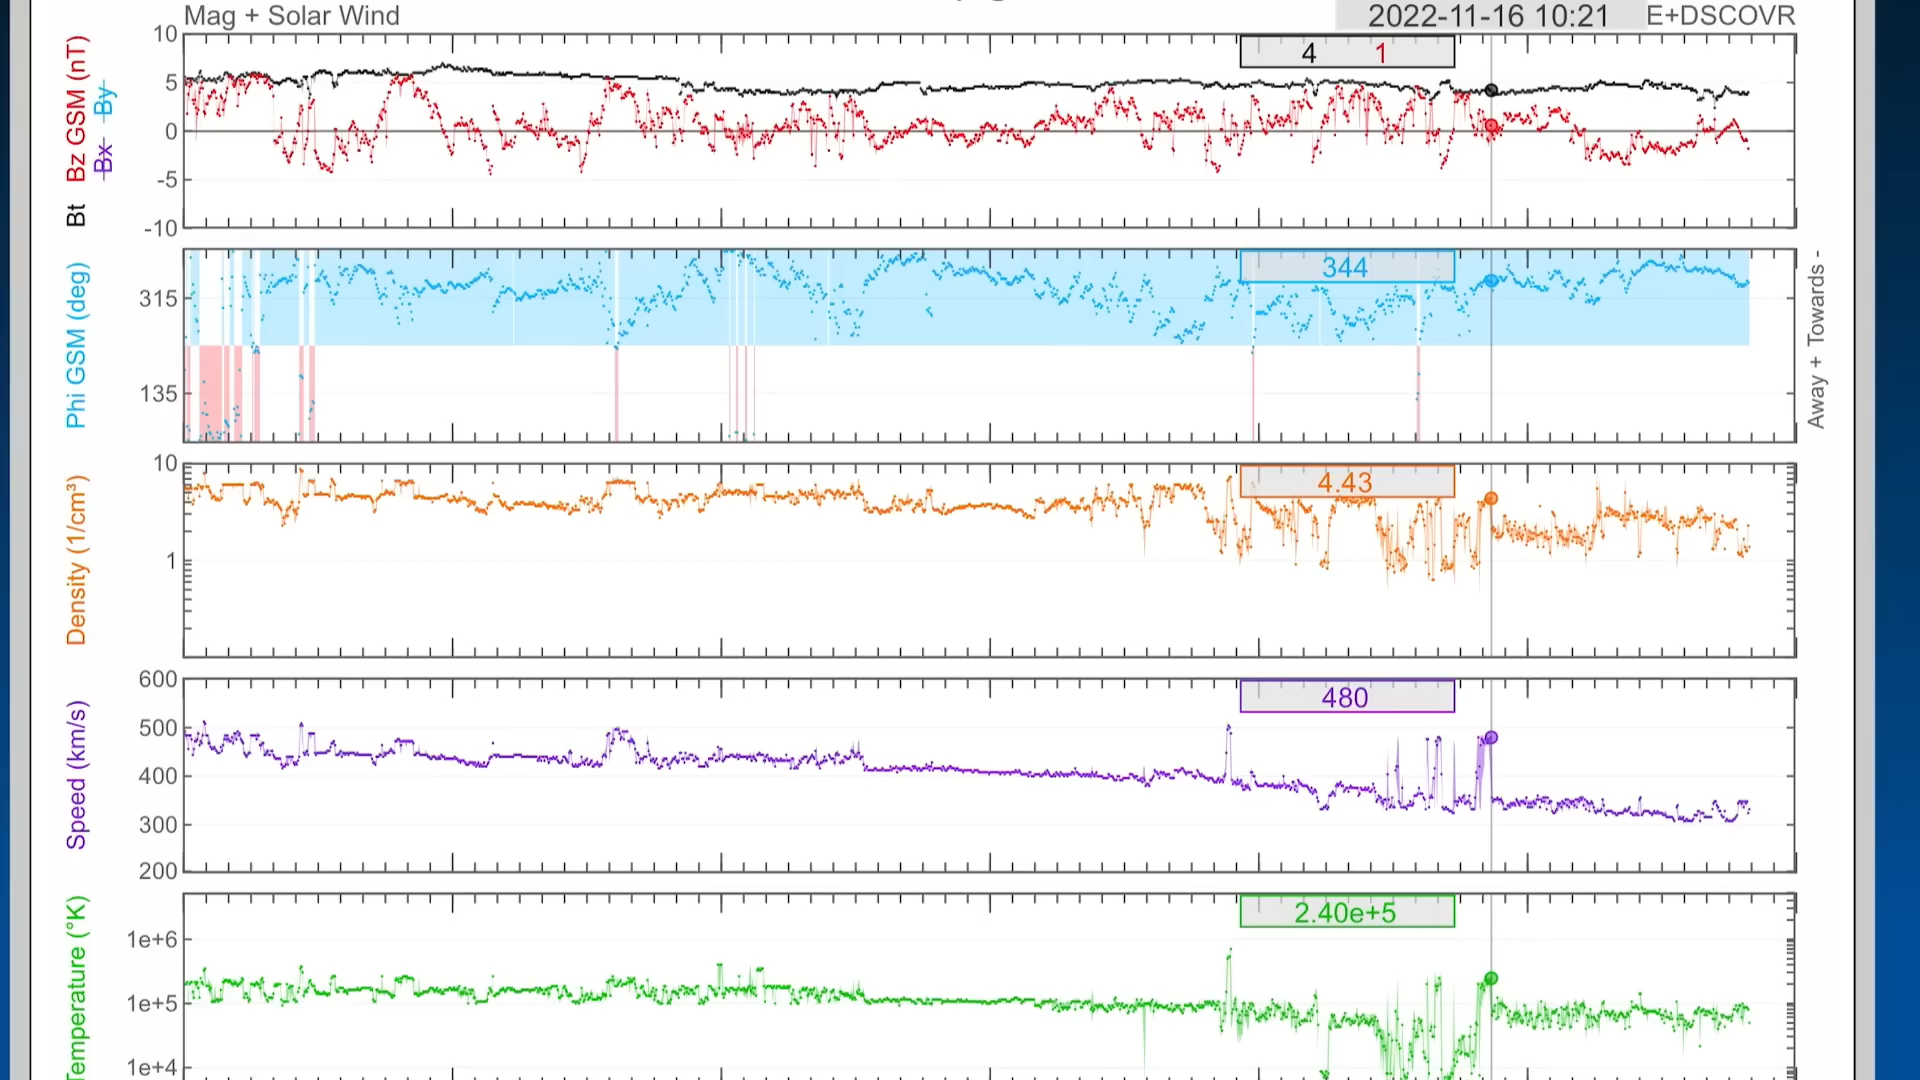 Mag + Solar Wind
2022-11-16 10:21
E+DSCOVR
Bt Bz GSM (nT)
Bx By
10
5
0
-5
-10
4 1
Phi GSM (deg)
315
135
344
Away + Towards -
Density (1/cm³)
10
1
4.43
Speed (km/s)
600
500
400
300
200
480
Temperature (°K)
1e+6
1e+5
1e+4
2.40e+5